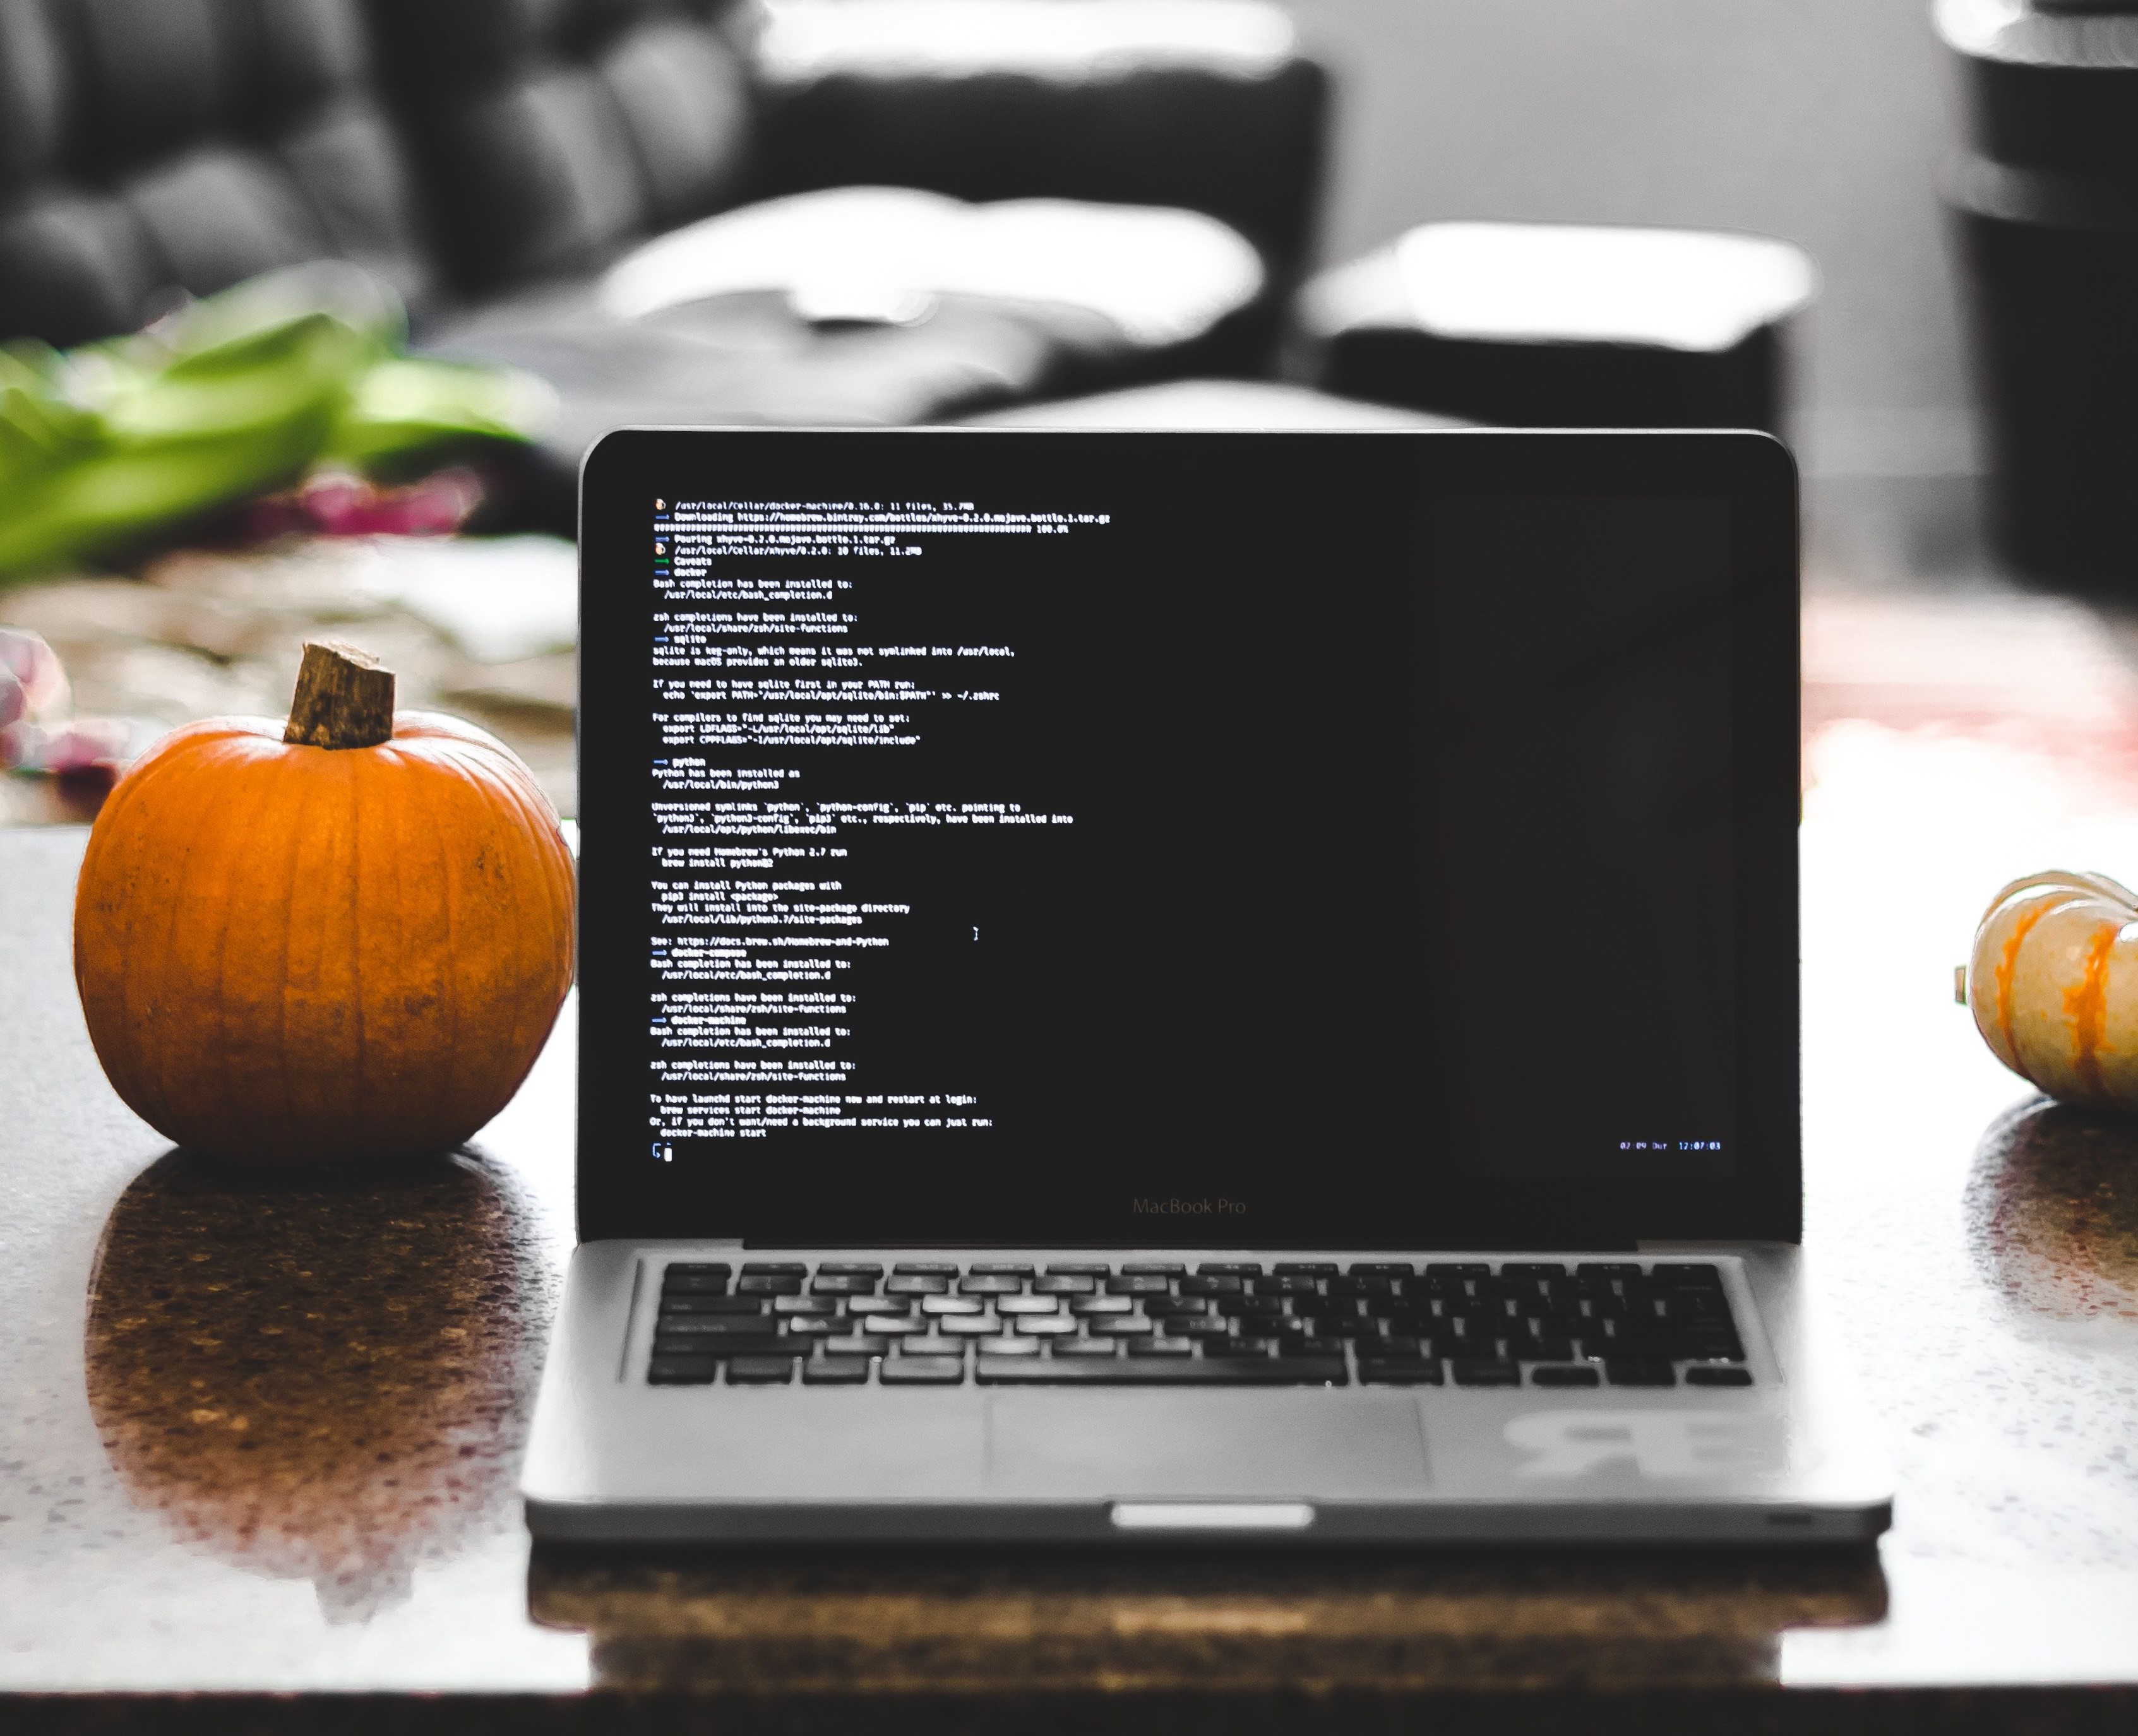 /usr/local/Cellar/docker-machine/0.16.0: 11 files, 35.7MB
Downloading https://homebrew.bintray.com/bottles/xhyve-0.2.0.mojave.bottle.1.tar.gz
######################################################################## 100.0%
Pouring xhyve-0.2.0.mojave.bottle.1.tar.gz
/usr/local/Cellar/xhyve/0.2.0: 10 files, 11.2MB
Caveats
docker
Bash completion has been installed to:
/usr/local/etc/bash_completion.d
zsh completions have been installed to:
/usr/local/share/zsh/site-functions
sqlite
sqlite is keg-only, which means it was not symlinked into /usr/local,
because macOS provides an older sqlite3.
If you need to have sqlite first in your PATH run:
echo 'export PATH="/usr/local/opt/sqlite/bin:$PATH"' >> ~/.zshrc
For compilers to find sqlite you may need to set:
export LDFLAGS="-L/usr/local/opt/sqlite/lib"
export CPPFLAGS="-I/usr/local/opt/sqlite/include"
python
Python has been installed as
/usr/local/bin/python3
Unversioned symlinks `python`, `python-config`, `pip` etc. pointing to
`python3`, `python3-config`, `pip3` etc., respectively, have been installed into
/usr/local/opt/python/libexec/bin
If you need Homebrew's Python 2.7 run
brew install python@2
You can install Python packages with
pip3 install <package>
They will install into the site-package directory
/usr/local/lib/python3.7/site-packages
See: https://docs.brew.sh/Homebrew-and-Python
docker-compose
Bash completion has been installed to:
/usr/local/etc/bash_completion.d
zsh completions have been installed to:
/usr/local/share/zsh/site-functions
docker-machine
Bash completion has been installed to:
/usr/local/etc/bash_completion.d
zsh completions have been installed to:
/usr/local/share/zsh/site-functions
To have launchd start docker-machine now and restart at login:
brew services start docker-machine
Or, if you don't want/need a background service you can just run:
docker-machine start
12:07:03
MacBook Pro